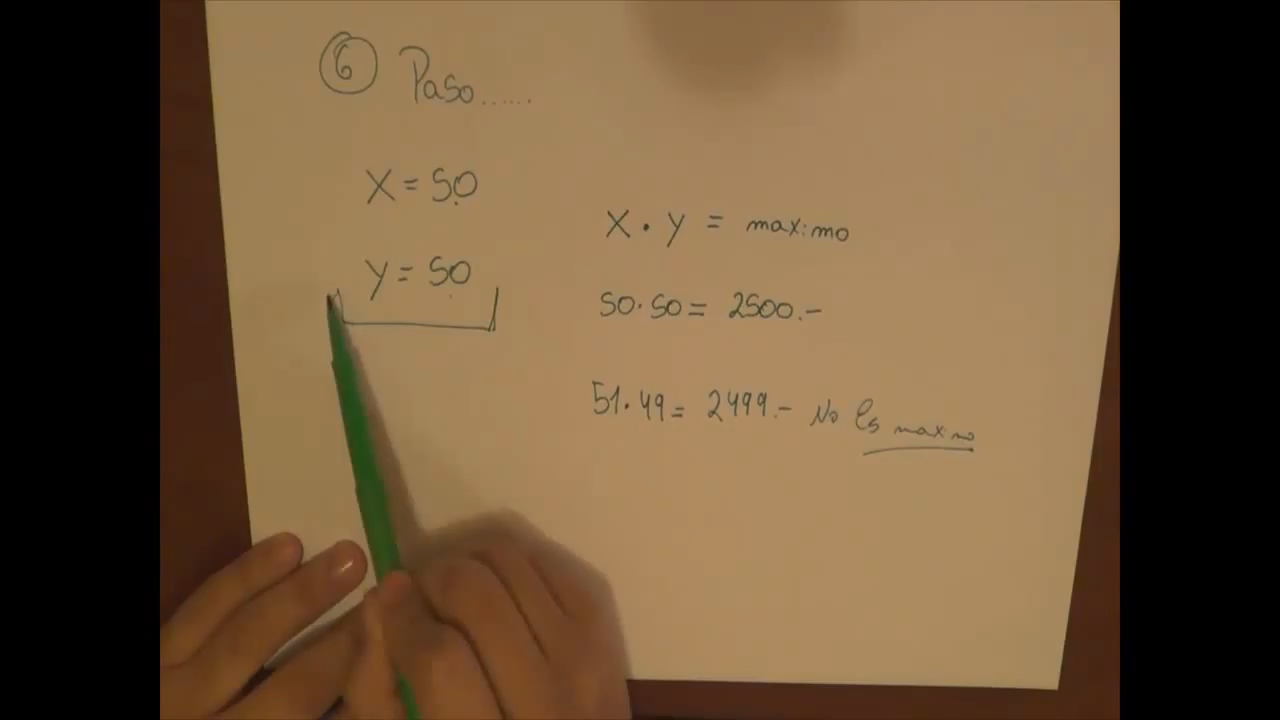 6 Paso......
X = 50
y = 50
X . y = maximo
50 . 50 = 2500.-
51 . 49 = 2499.- No Es maximo